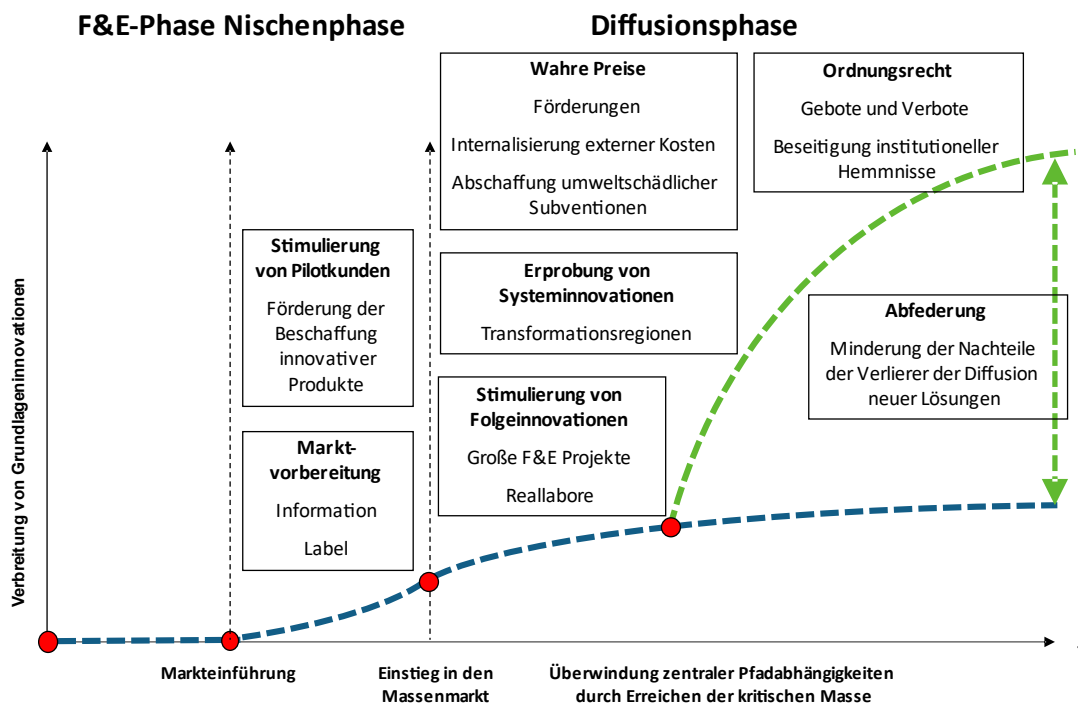 F&E-Phase Nischenphase
Diffusionsphase
Wahre Preise
Förderungen
Internalisierung externer Kosten
Abschaffung umweltschädlicher
Subventionen
Ordnungsrecht
Gebote und Verbote
Beseitigung institutioneller
Hemmnisse
Stimulierung
von Pilotkunden
Förderung der
Beschaffung
innovativer
Produkte
Erprobung von
Systeminnovationen
Transformationsregionen
Abfederung
Minderung der Nachteile
der Verlierer der Diffusion
neuer Lösungen
Stimulierung von
Folgeinnovationen
Große F&E Projekte
Reallabore
Markt-
vorbereitung
Information
Label
Verbreitung von Grundlageninnovationen
Markteinführung
Einstieg in den
Massenmarkt
Überwindung zentraler Pfadabhängigkeiten
durch Erreichen der kritischen Masse